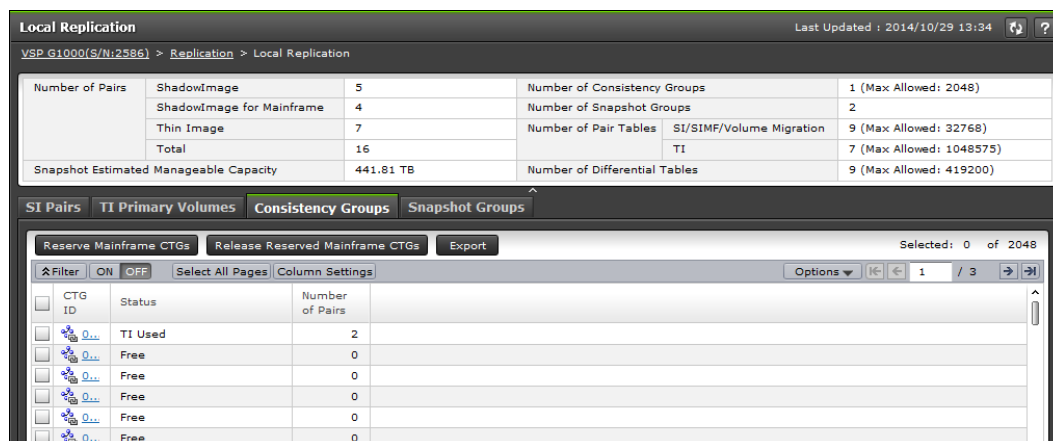 Local Replication Last Updated : 2014/10/29 13:34 ?
VSP G1000(S/N:2586) > Replication > Local Replication
Number of Pairs ShadowImage 5 Number of Consistency Groups 1 (Max Allowed: 2048)
ShadowImage for Mainframe 4 Number of Snapshot Groups 2
Thin Image 7 Number of Pair Tables SI/SIMF/Volume Migration 9 (Max Allowed: 32768)
Total 16 TI 7 (Max Allowed: 1048575)
Snapshot Estimated Manageable Capacity 441.81 TB Number of Differential Tables 9 (Max Allowed: 419200)
SI Pairs TI Primary Volumes Consistency Groups Snapshot Groups
Reserve Mainframe CTGs Release Reserved Mainframe CTGs Export Selected: 0 of 2048
Filter ON OFF Select All Pages Column Settings Options 1 / 3
CTG ID Status Number of Pairs
0... TI Used 2
0... Free 0
0... Free 0
0... Free 0
0... Free 0
0... Free 0